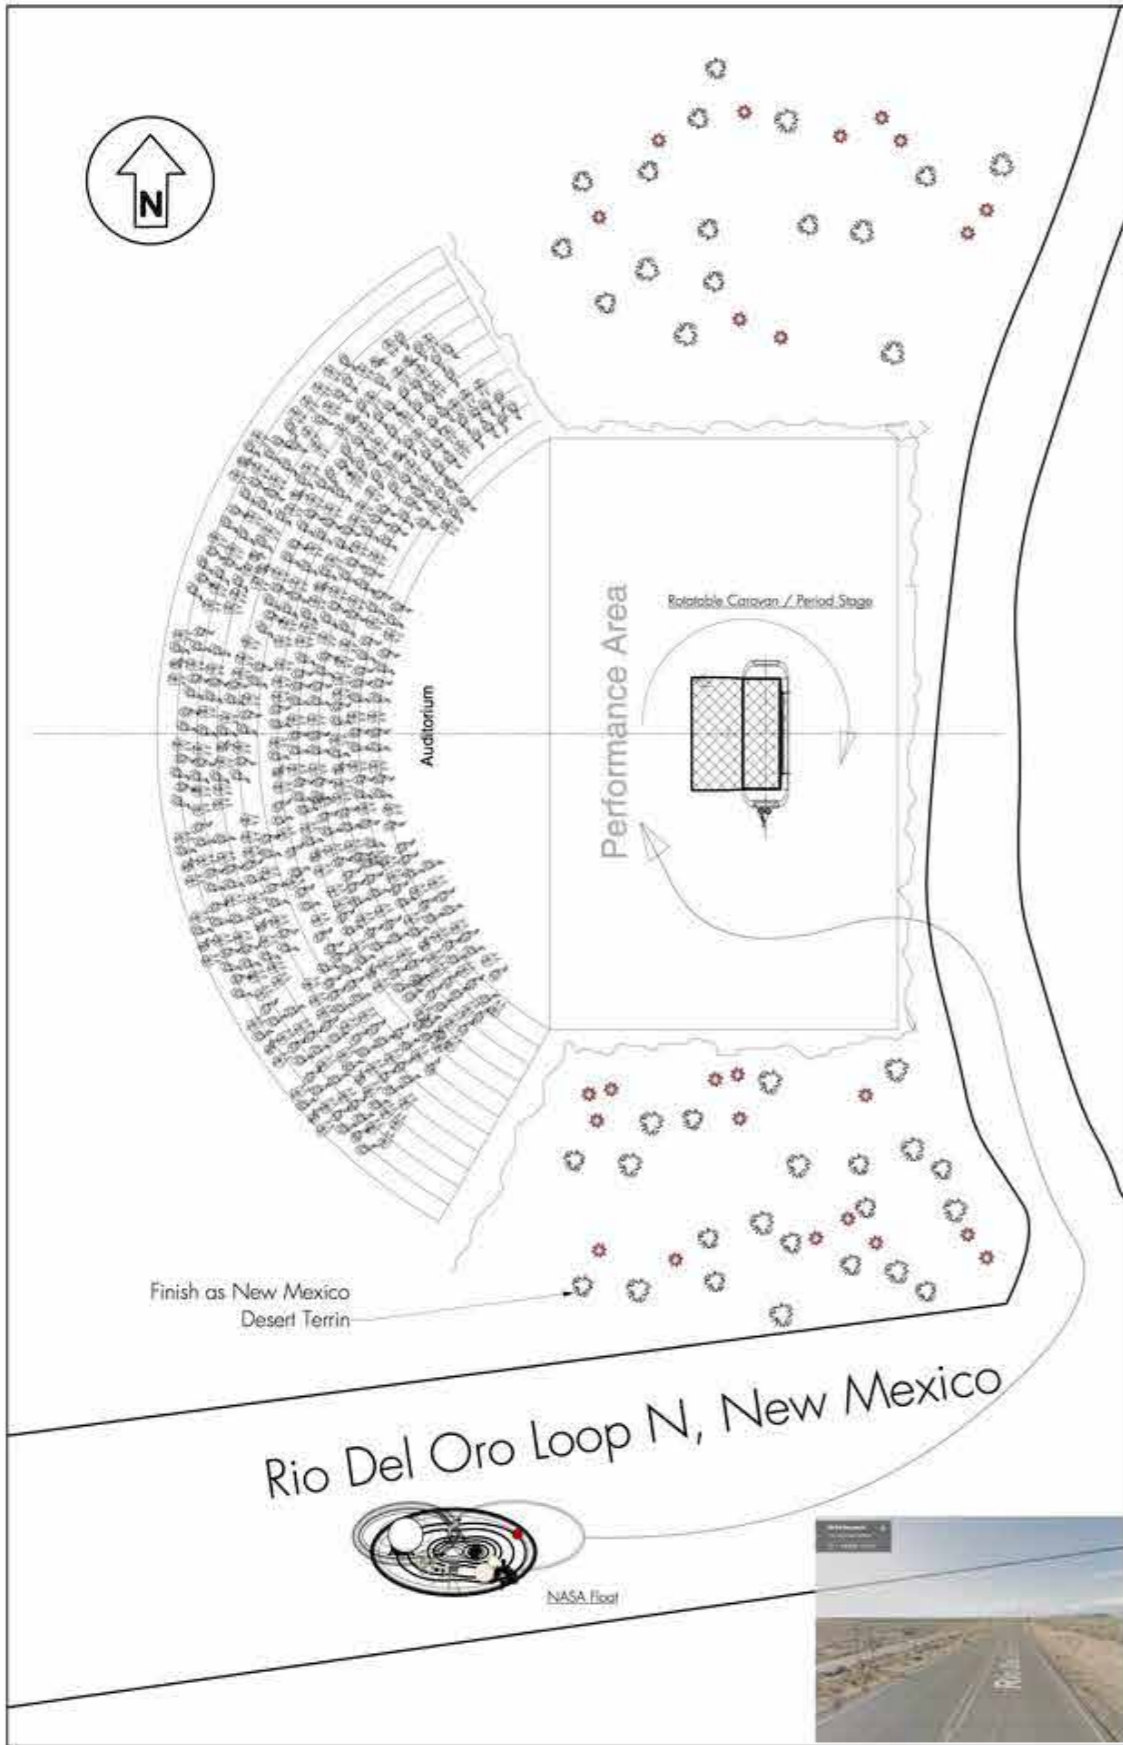 N
Rotatable Caravan / Period Stage
Performance Area
Auditorium
Finish as New Mexico
Desert Terrin
Rio Del Oro Loop N, New Mexico
NASA Float